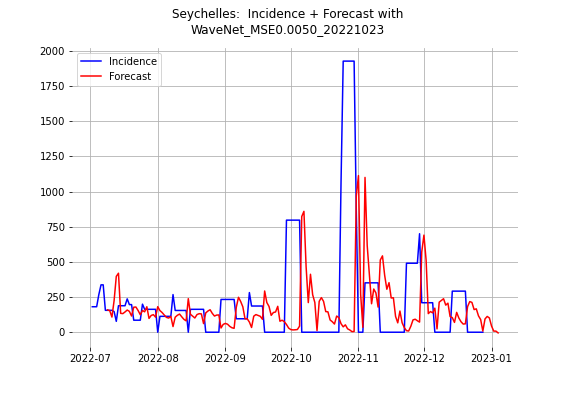 Seychelles:  Incidence + Forecast with
WaveNet_MSE0.0050_20221023
Incidence
Forecast
2000
1750
1500
1250
1000
750
500
250
0
2022-07 2022-08 2022-09 2022-10 2022-11 2022-12 2023-01